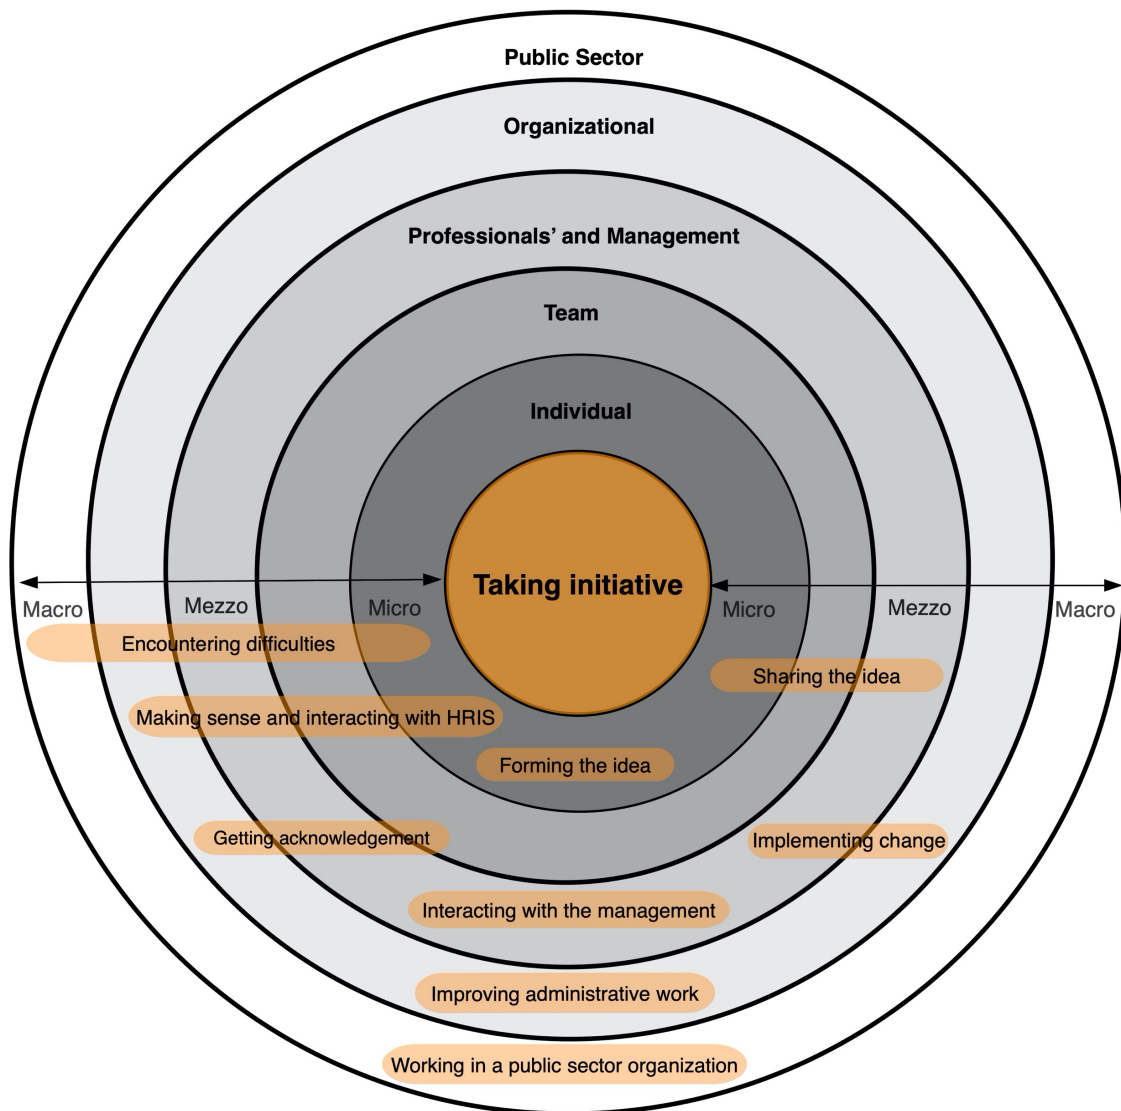 Public Sector
Organizational
Professionals’ and Management
Team
Individual
Taking initiative
Macro
Mezzo
Micro
Micro
Mezzo
Macro
Encountering difficulties
Sharing the idea
Making sense and interacting with HRIS
Forming the idea
Getting acknowledgement
Implementing change
Interacting with the management
Improving administrative work
Working in a public sector organization